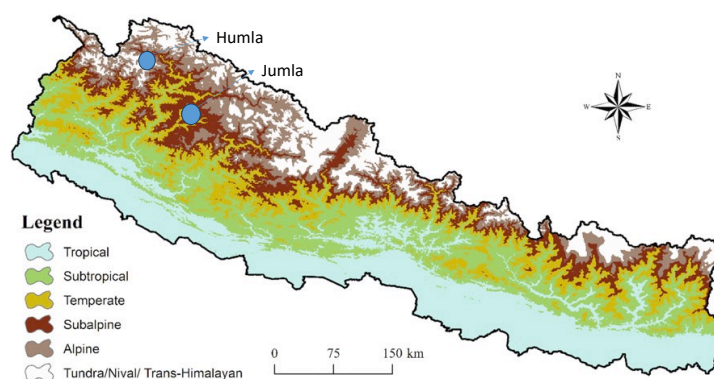 Humla
Jumla
N
W E
S
Legend
Tropical
Subtropical
Temperate
Subalpine
Alpine
Tundra/Nival/ Trans-Himalayan
0 75 150 km